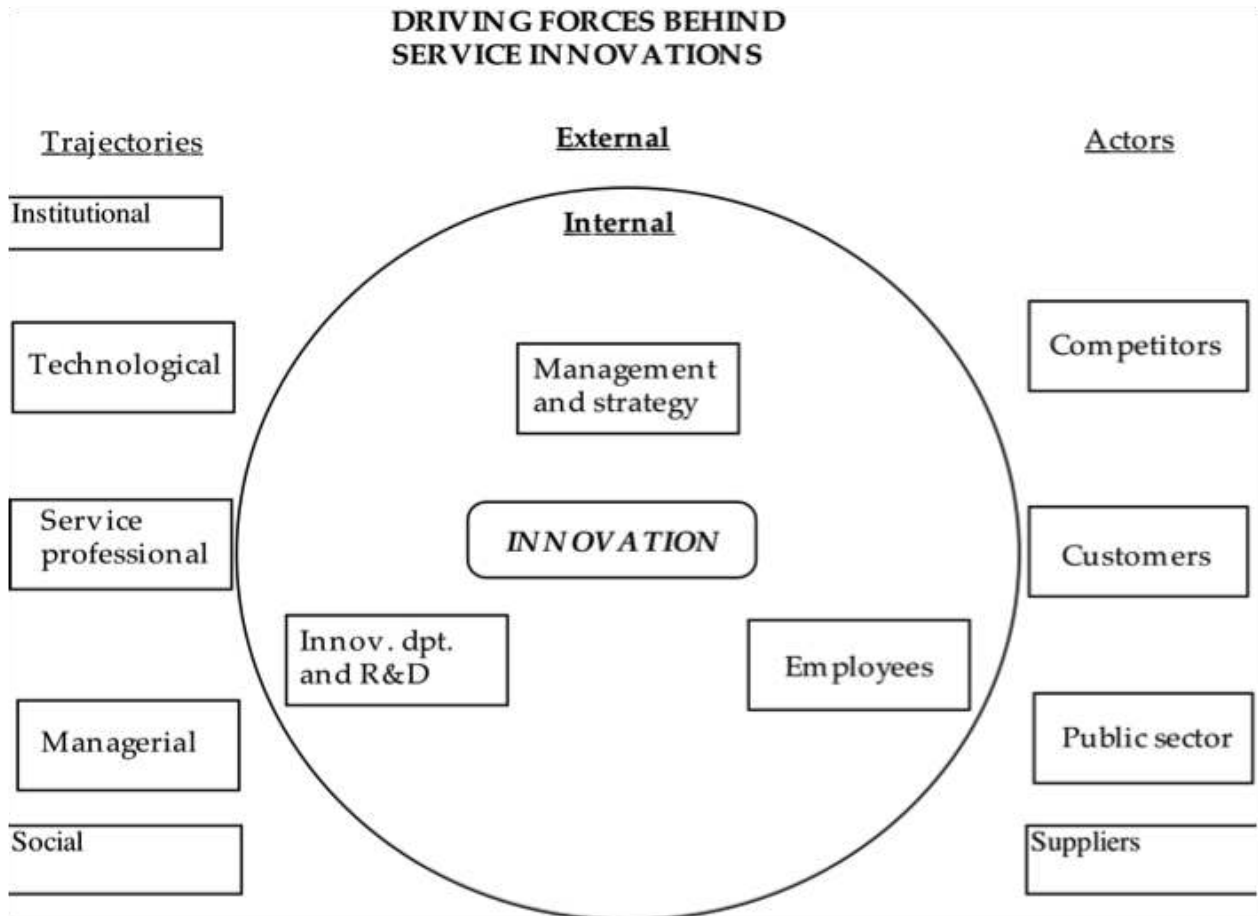 DRIVING FORCES BEHIND
SERVICE INNOVATIONS
Trajectories
External
Actors
Institutional
Internal
Technological
Management
and strategy
Competitors
Service
professional
INNOVATION
Customers
Innov. dpt.
and R&D
Employees
Managerial
Public sector
Social
Suppliers